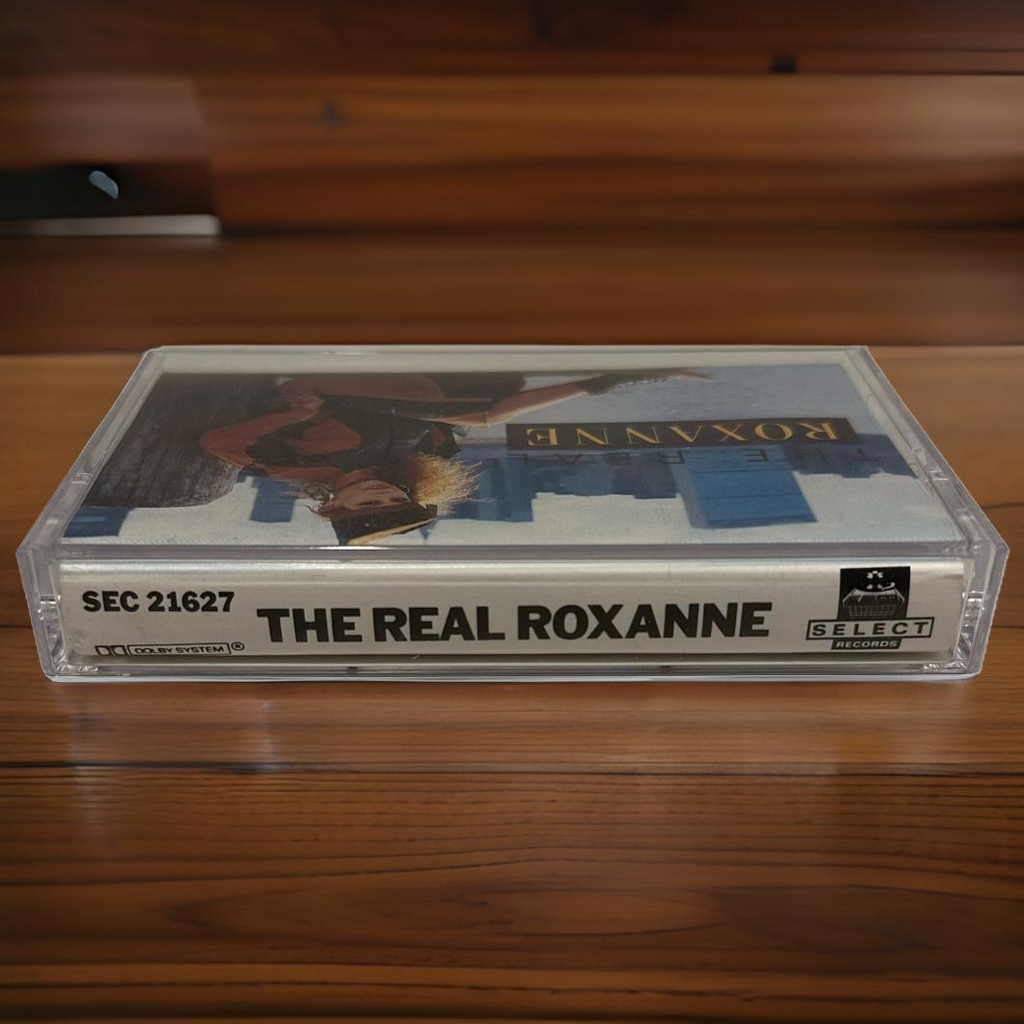 THE REAL
ROXANNE
SEC 21627
THE REAL ROXANNE
SELECT
RECORDS
DOLBY SYSTEM®